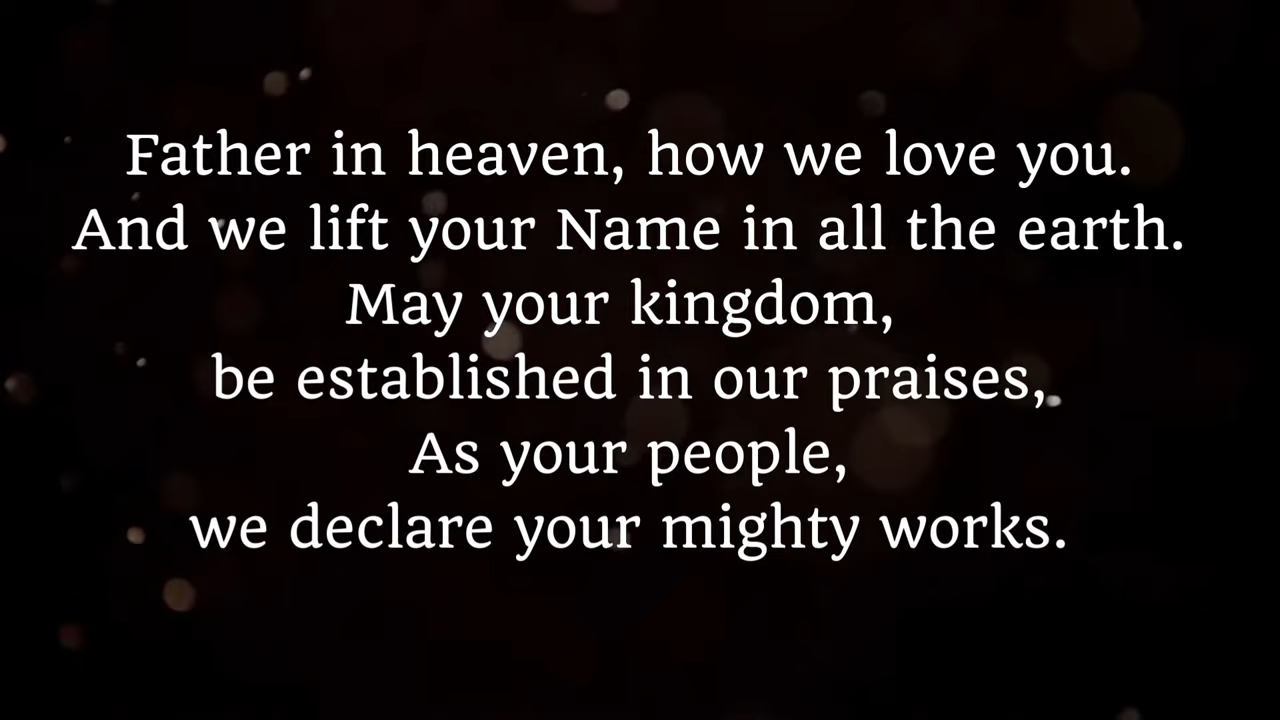 Father in heaven, how we love you.
And we lift your Name in all the earth.
May your kingdom,
be established in our praises,
As your people,
we declare your mighty works.